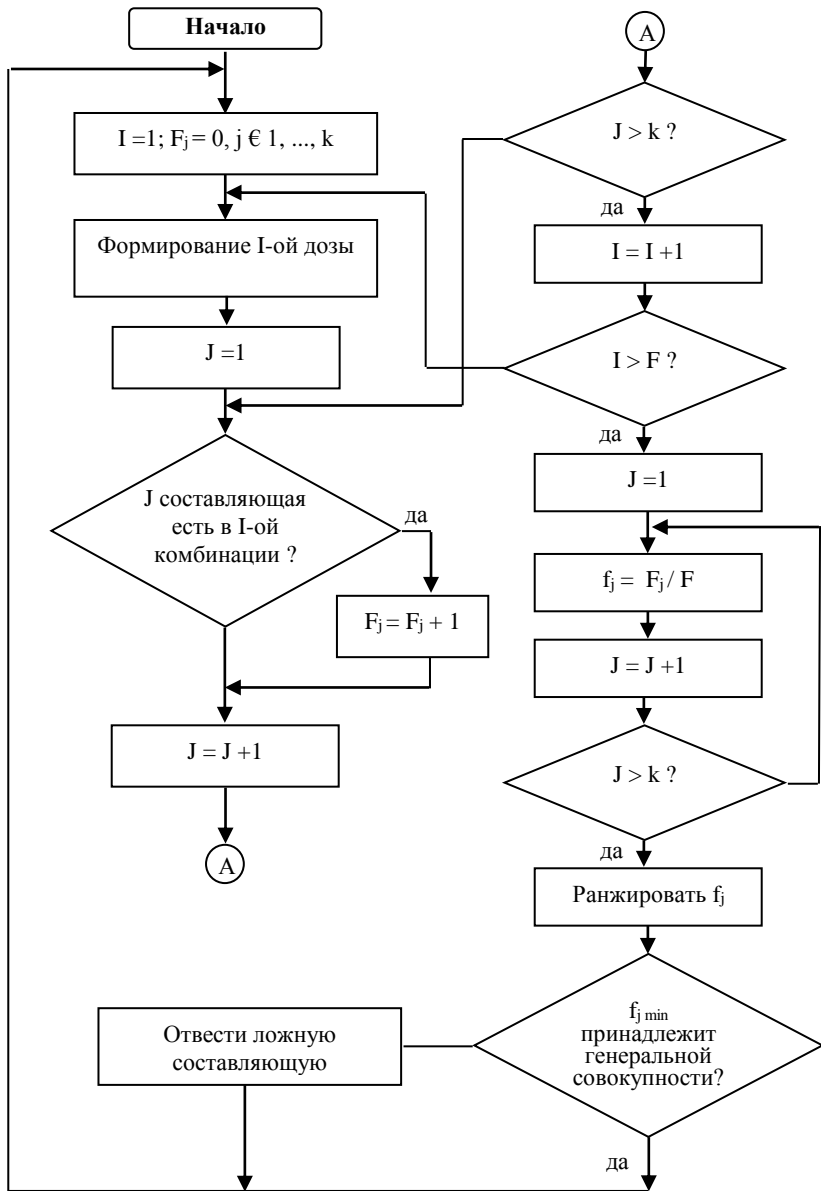 Начало
I =1; Fj = 0, j € 1, ..., k
Формирование I-ой дозы
J =1
J составляющая
есть в I-ой
комбинации ?
да
Fj = Fj + 1
J = J +1
A
A
J > k ?
да
I = I +1
I > F ?
да
J =1
fj = Fj / F
J = J +1
J > k ?
да
Ранжировать fj
fj min
принадлежит
генеральной
совокупности?
да
Отвести ложную
составляющую